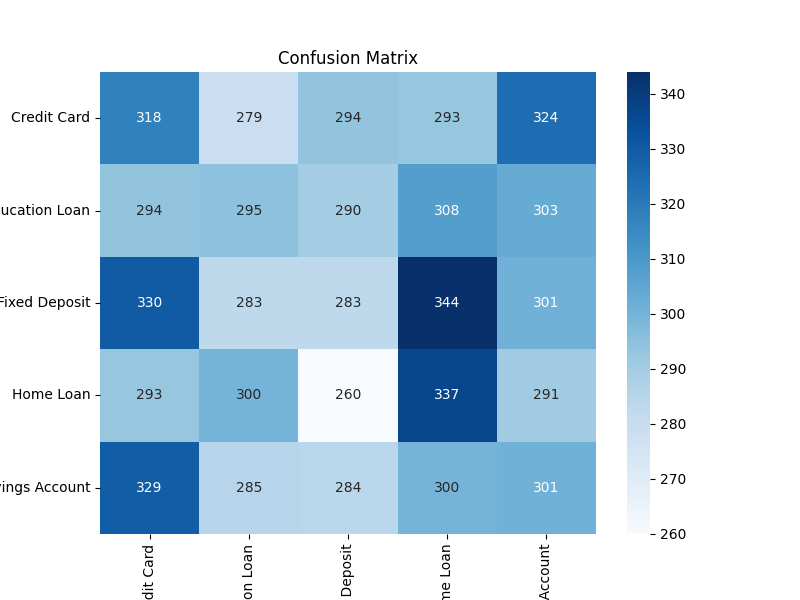 Confusion Matrix
Credit Card 318 279 294 293 324
ucation Loan 294 295 290 308 303
Fixed Deposit 330 283 283 344 301
Home Loan 293 300 260 337 291
vings Account 329 285 284 300 301
dit Card
on Loan
Deposit
me Loan
Account
340
330
320
310
300
290
280
270
260